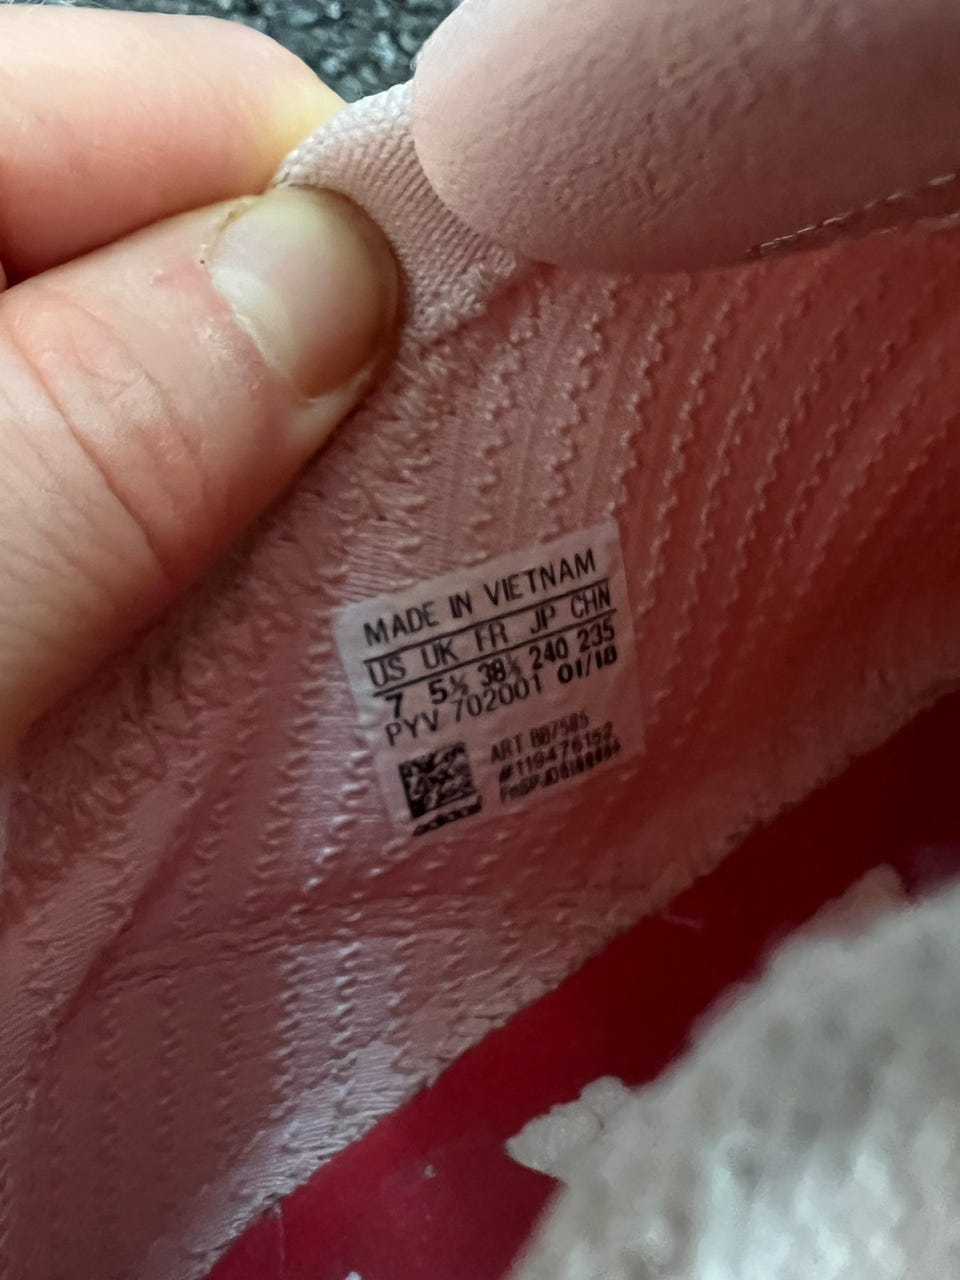 MADE IN VIETNAM
US UK FR JP CHN
7 5½ 38⅔ 240 235
PYV 702001 01/18
ART BB7585
#119476152
adidas